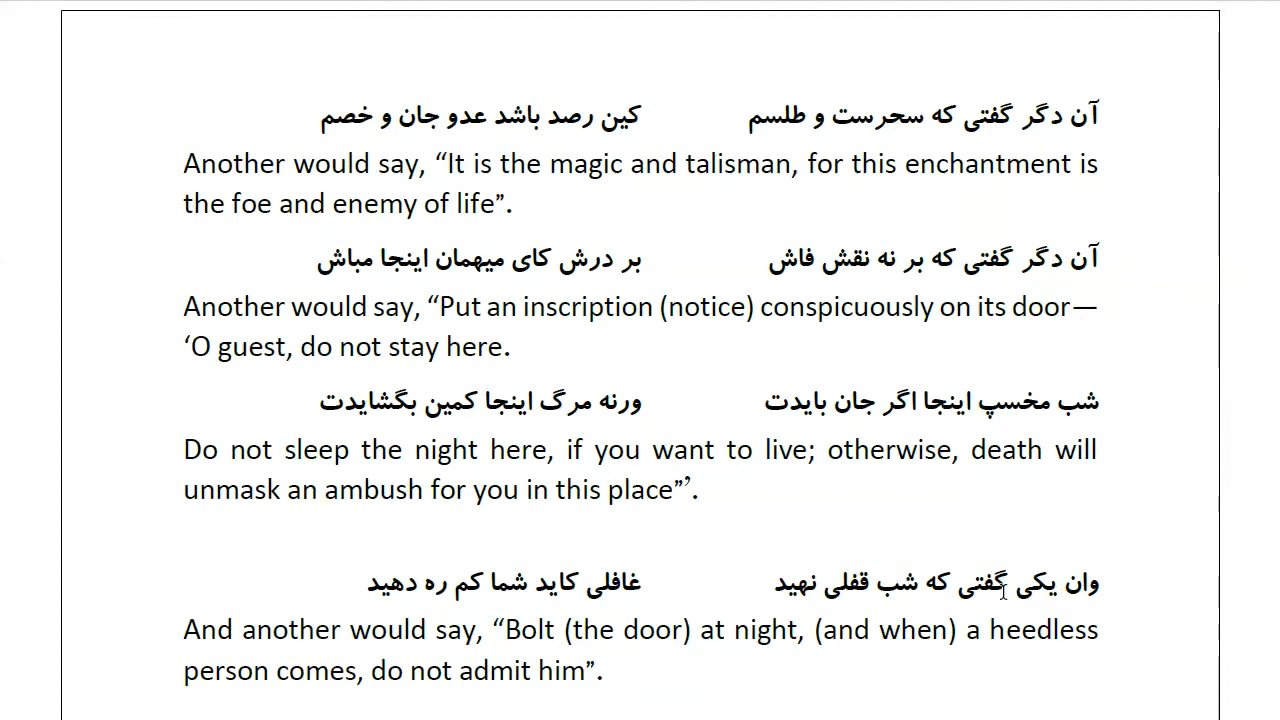 آن دگر گفتی که سحرست و طلسم کین رصد باشد عدو جان و خصم
Another would say, “It is the magic and talisman, for this enchantment is
the foe and enemy of life”.
آن دگر گفتی که بر نه نقش فاش بر درش کای میهمان اینجا مباش
Another would say, “Put an inscription (notice) conspicuously on its door—
‘O guest, do not stay here.
شب مخسپ اینجا اگر جان بایدت ورنه مرگ اینجا کمین بگشایدت
Do not sleep the night here, if you want to live; otherwise, death will
unmask an ambush for you in this place”’.
وان یکی گفتی که شب قفلی نهید غافلی کاید شما کم ره دهید
And another would say, “Bolt (the door) at night, (and when) a heedless
person comes, do not admit him”.